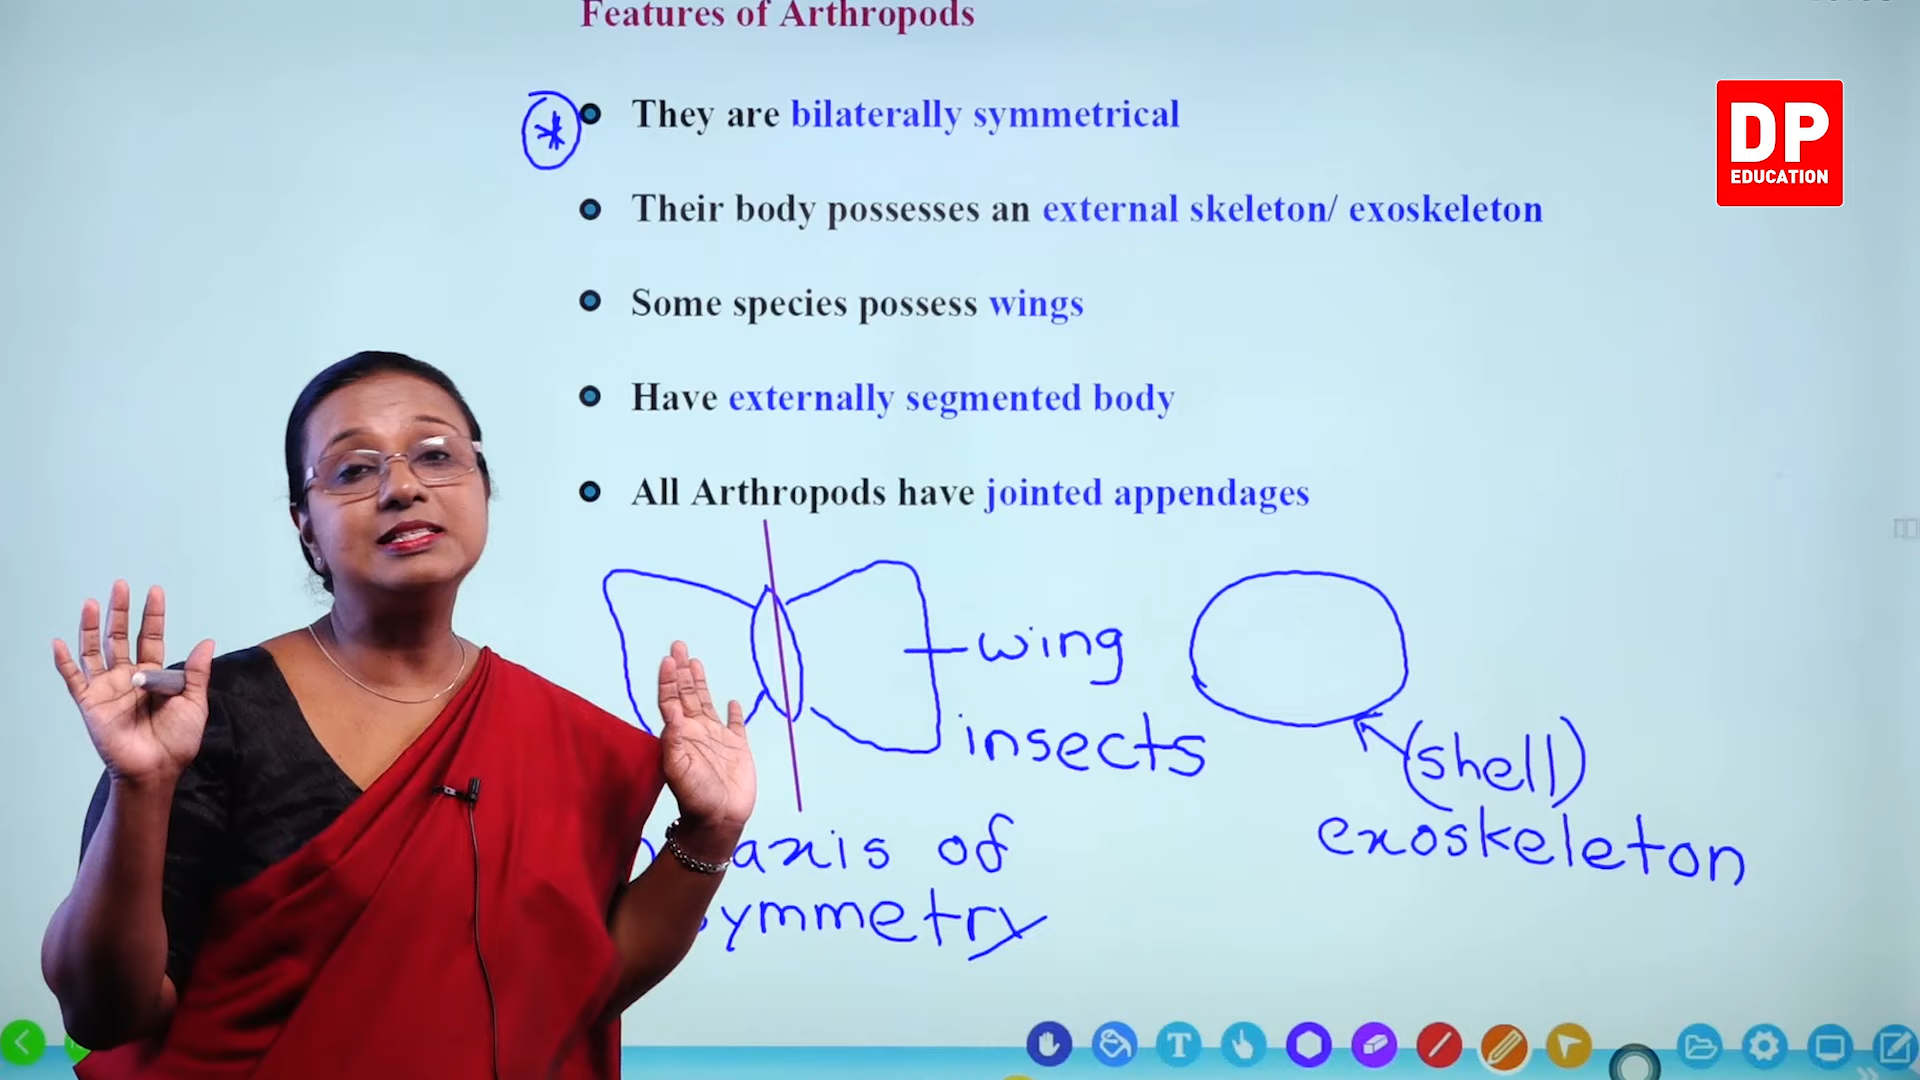 Features of Arthropods
They are bilaterally symmetrical
DP
EDUCATION
Their body possesses an external skeleton/ exoskeleton
Some species possess wings
Have externally segmented body
All Arthropods have jointed appendages
wing
insects
(shell)
exoskeleton
axis of
ymmetry
T